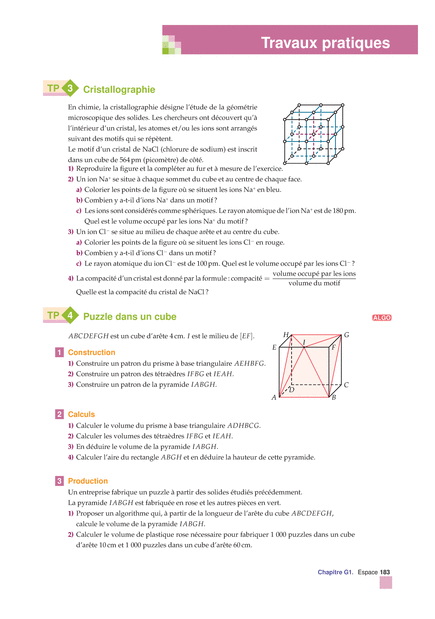 Travaux pratiques
TP 3 Cristallographie
En chimie, la cristallographie désigne l'étude de la géométrie
microscopique des solides. Les chercheurs ont découvert qu'à
l'intérieur d'un cristal, les atomes et/ou les ions sont arrangés
suivant des motifs qui se répètent.
Le motif d'un cristal de NaCl (chlorure de sodium) est inscrit
dans un cube de 564 pm (picomètre) de côté.
1) Reproduire la figure et la compléter au fur et à mesure de l'exercice.
2) Un ion Na⁺ se situe à chaque sommet du cube et au centre de chaque face.
a) Colorier les points de la figure où se situent les ions Na⁺ en bleu.
b) Combien y a-t-il d'ions Na⁺ dans un motif ?
c) Les ions sont considérés comme sphériques. Le rayon atomique de l'ion Na⁺ est de 180 pm.
Quel est le volume occupé par les ions Na⁺ du motif ?
3) Un ion Cl⁻ se situe au milieu de chaque arête et au centre du cube.
a) Colorier les points de la figure où se situent les ions Cl⁻ en rouge.
b) Combien y a-t-il d'ions Cl⁻ dans un motif ?
c) Le rayon atomique du ion Cl⁻ est de 100 pm. Quel est le volume occupé par les ions Cl⁻ ?
4) La compacité d'un cristal est donné par la formule : compacité = volume occupé par les ions
volume du motif
Quelle est la compacité du cristal de NaCl ?
TP 4 Puzzle dans un cube
ALGO
ABCDEFGH est un cube d'arête 4 cm. I est le milieu de [EF].
H
G
E
I
F
D
C
A
B
1 Construction
1) Construire un patron du prisme à base triangulaire AEHBFG.
2) Construire un patron des tétraèdres IFBG et IEAH.
3) Construire un patron de la pyramide IABGH.
2 Calculs
1) Calculer le volume du prisme à base triangulaire ADHBCG.
2) Calculer les volumes des tétraèdres IFBG et IEAH.
3) En déduire le volume de la pyramide IABGH.
4) Calculer l'aire du rectangle ABGH et en déduire la hauteur de cette pyramide.
3 Production
Un entreprise fabrique un puzzle à partir des solides étudiés précédemment.
La pyramide IABGH est fabriquée en rose et les autres pièces en vert.
1) Proposer un algorithme qui, à partir de la longueur de l'arête du cube ABCDEFGH,
calcule le volume de la pyramide IABGH.
2) Calculer le volume de plastique rose nécessaire pour fabriquer 1 000 puzzles dans un cube
d'arête 10 cm et 1 000 puzzles dans un cube d'arête 60 cm.
Chapitre G1. Espace 183